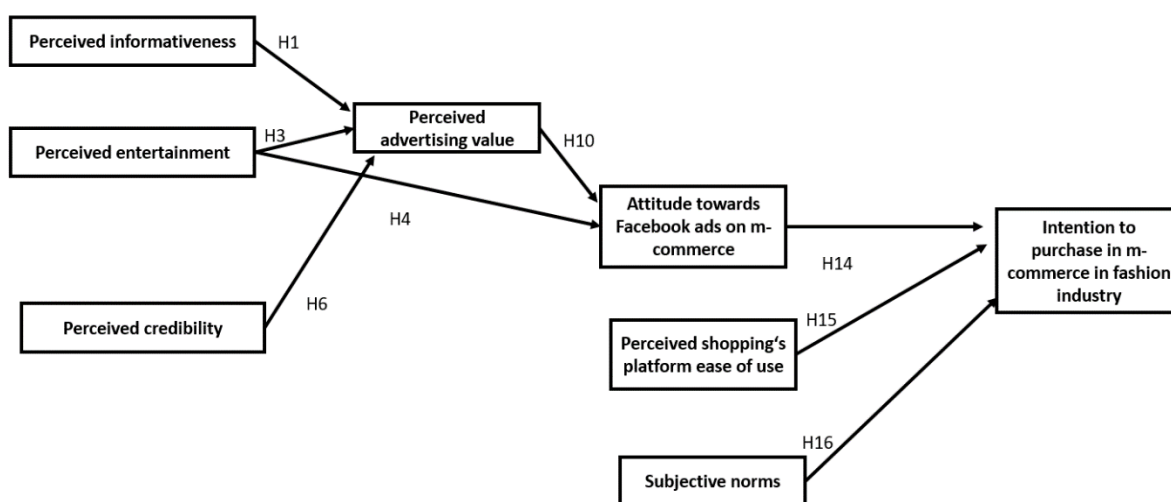 Perceived informativeness
H1
Perceived
advertising value
H3
Perceived entertainment
H10
H4
Attitude towards
Facebook ads on m-
commerce
Intention to
purchase in m-
commerce in fashion
industry
H14
H6
Perceived credibility
H15
Perceived shopping‘s
platform ease of use
H16
Subjective norms